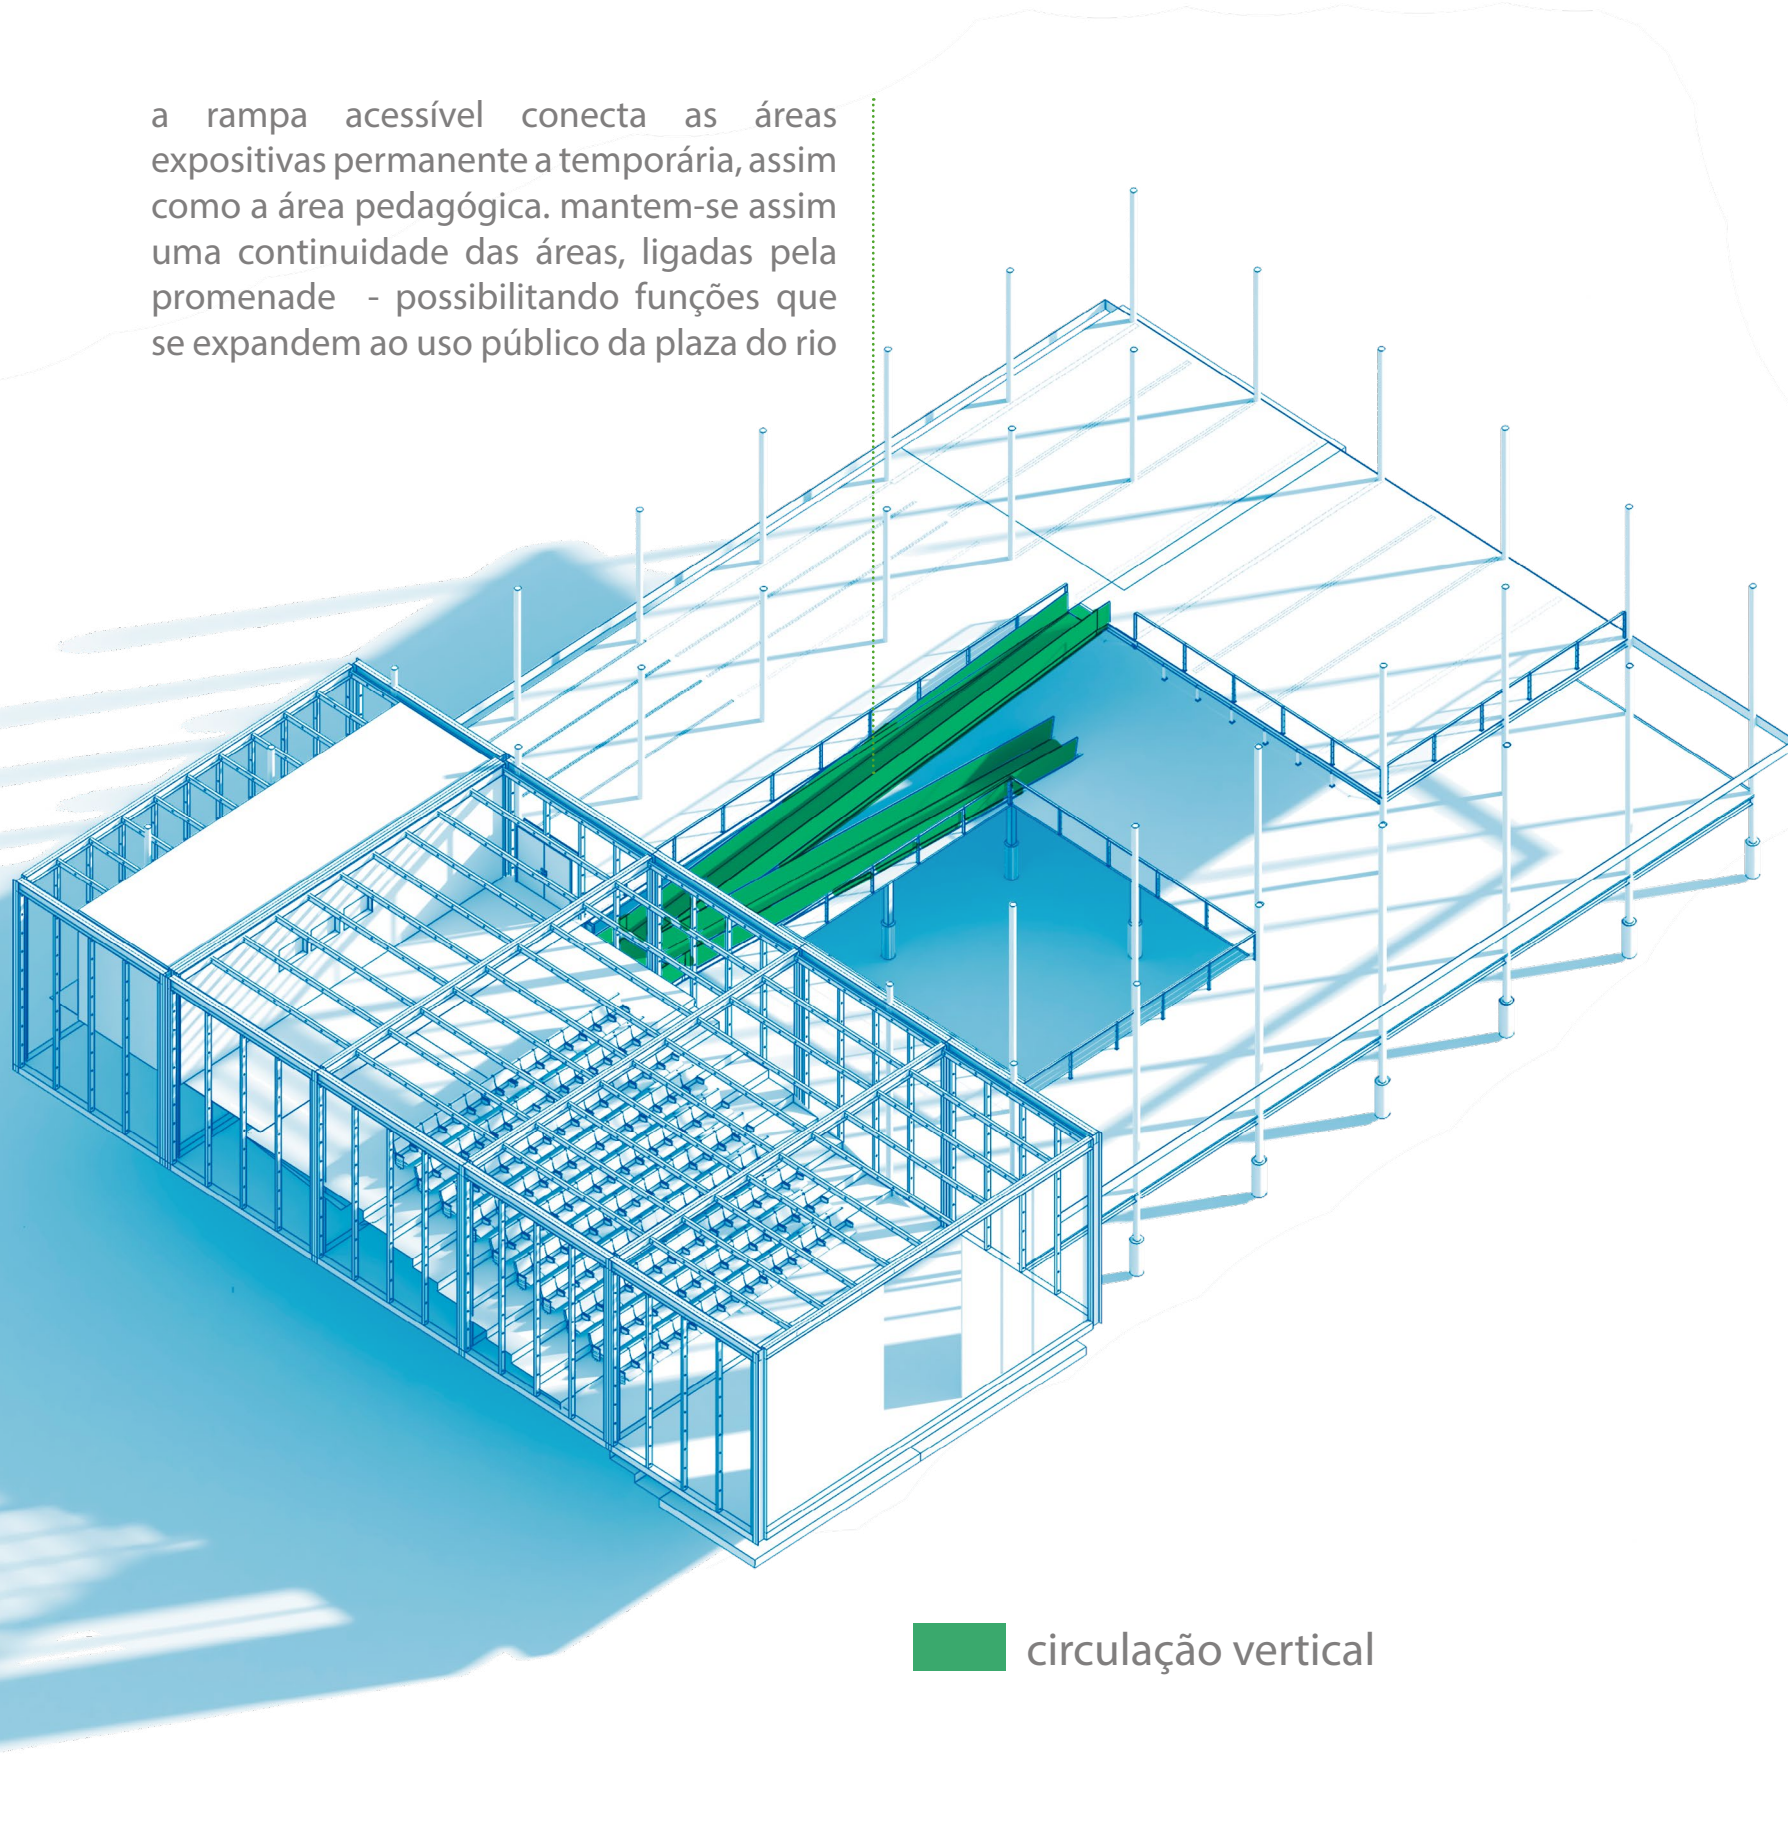 a rampa acessível conecta as áreas
expositivas permanente a temporária, assim
como a área pedagógica. mantem-se assim
uma continuidade das áreas, ligadas pela
promenade - possibilitando funções que
se expandem ao uso público da plaza do rio
circulação vertical